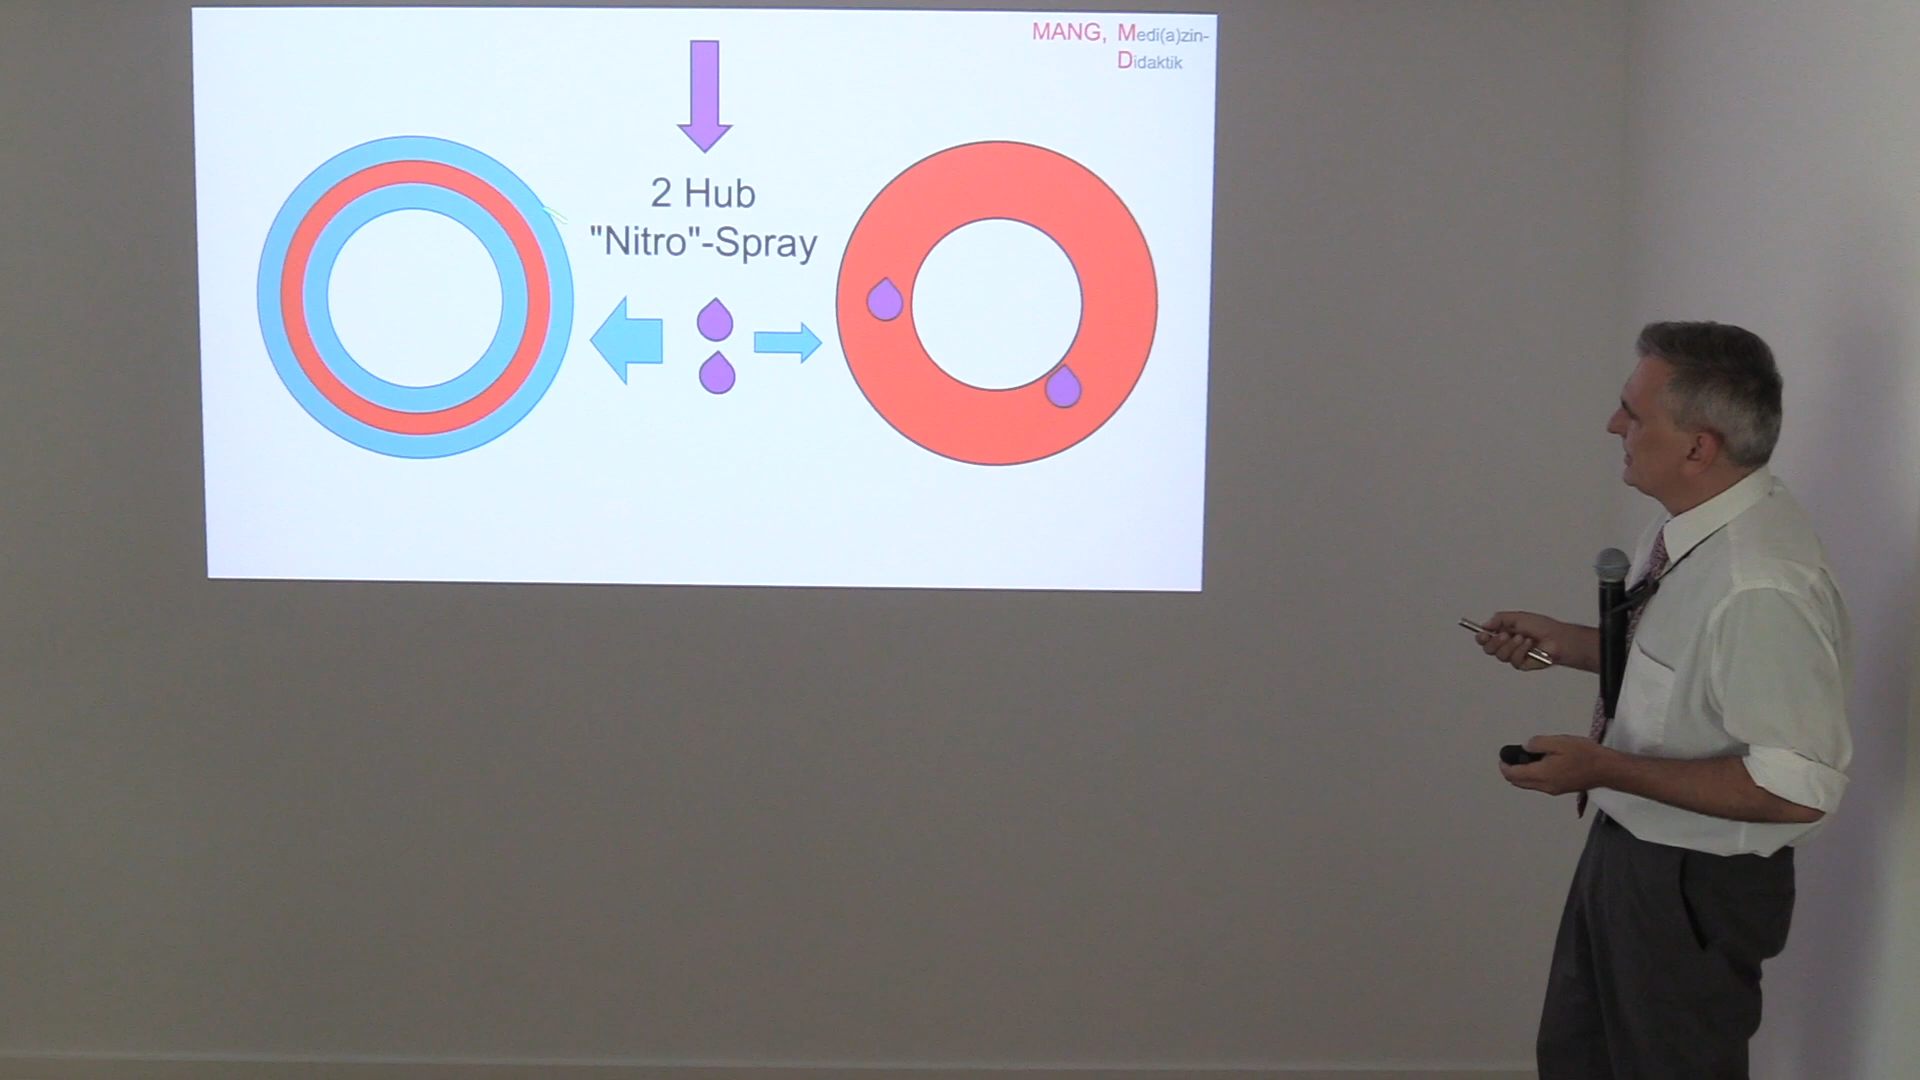 MANG, Medi(a)zin-
Didaktik
2 Hub
"Nitro"-Spray